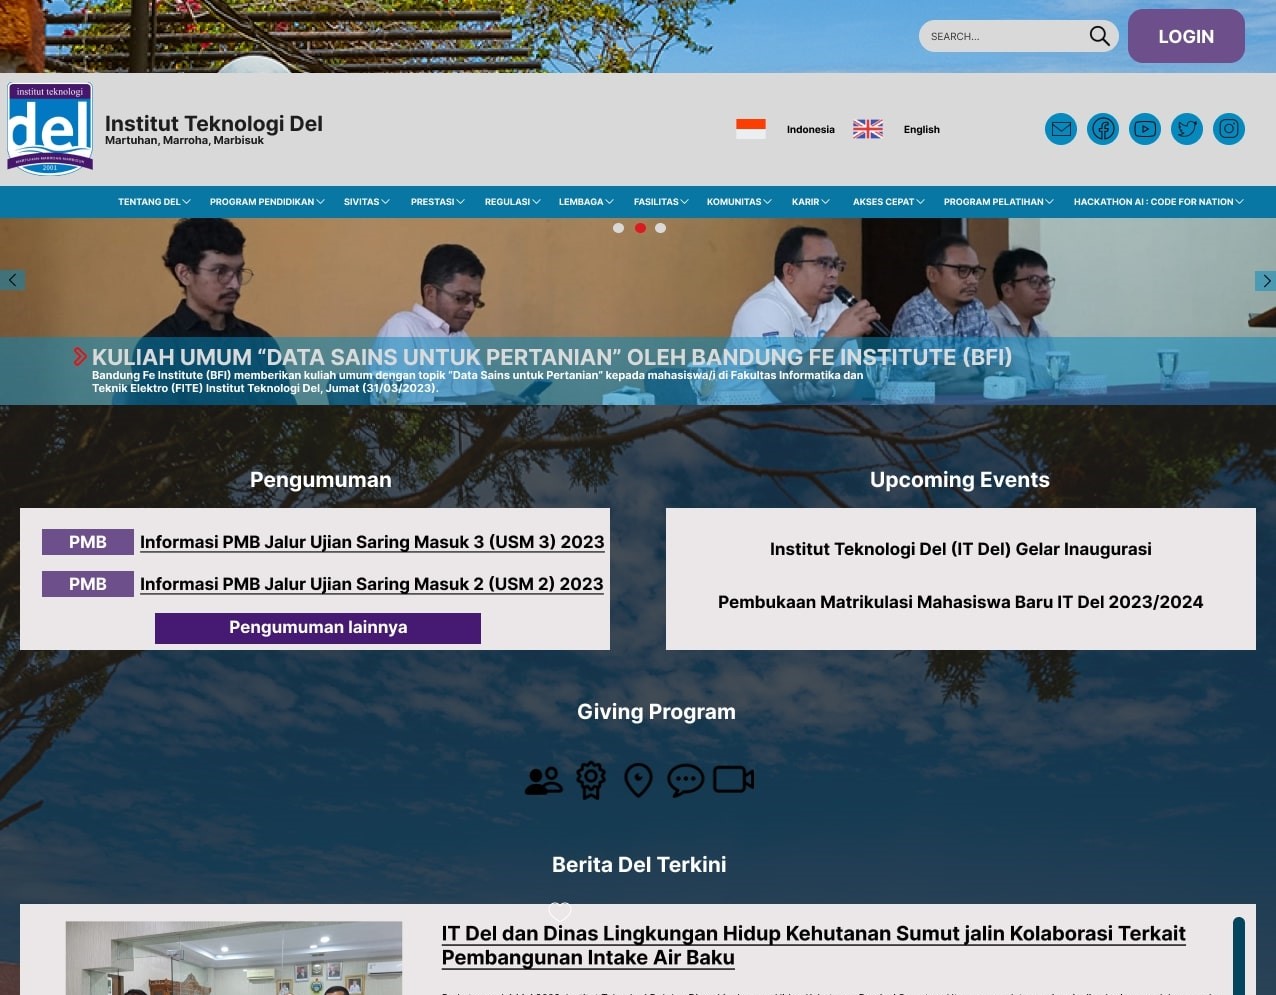 SEARCH...
LOGIN
institut teknologi
del
MARTUHAN MARROHA MARBISUK
2001
Institut Teknologi Del
Martuhan, Marroha, Marbisuk
Indonesia
English
TENTANG DEL
PROGRAM PENDIDIKAN
SIVITAS
PRESTASI
REGULASI
LEMBAGA
FASILITAS
KOMUNITAS
KARIR
AKSES CEPAT
PROGRAM PELATIHAN
HACKATHON AI : CODE FOR NATION
KULIAH UMUM “DATA SAINS UNTUK PERTANIAN” OLEH BANDUNG FE INSTITUTE (BFI)
Bandung Fe Institute (BFI) memberikan kuliah umum dengan topik “Data Sains untuk Pertanian” kepada mahasiswa/i di Fakultas Informatika dan
Teknik Elektro (FITE) Institut Teknologi Del, Jumat (31/03/2023).
Pengumuman
PMB
Informasi PMB Jalur Ujian Saring Masuk 3 (USM 3) 2023
PMB
Informasi PMB Jalur Ujian Saring Masuk 2 (USM 2) 2023
Pengumuman lainnya
Upcoming Events
Institut Teknologi Del (IT Del) Gelar Inaugurasi
Pembukaan Matrikulasi Mahasiswa Baru IT Del 2023/2024
Giving Program
Berita Del Terkini
IT Del dan Dinas Lingkungan Hidup Kehutanan Sumut jalin Kolaborasi Terkait
Pembangunan Intake Air Baku